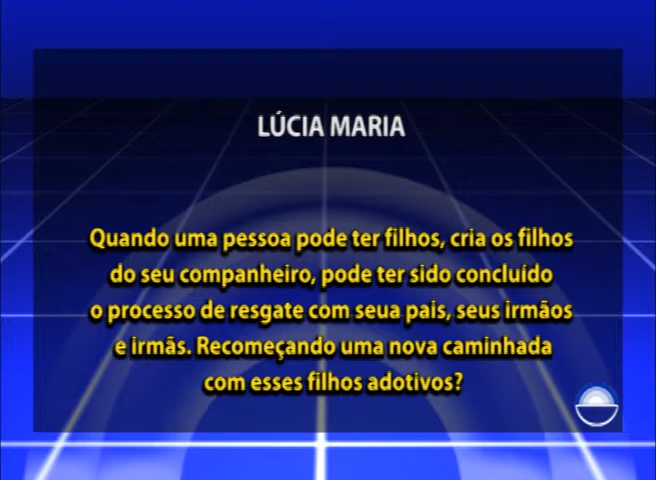 LÚCIA MARIA
Quando uma pessoa pode ter filhos, cria os filhos
do seu companheiro, pode ter sido concluído
o processo de resgate com seua pais, seus irmãos
e irmãs. Recomeçando uma nova caminhada
com esses filhos adotivos?